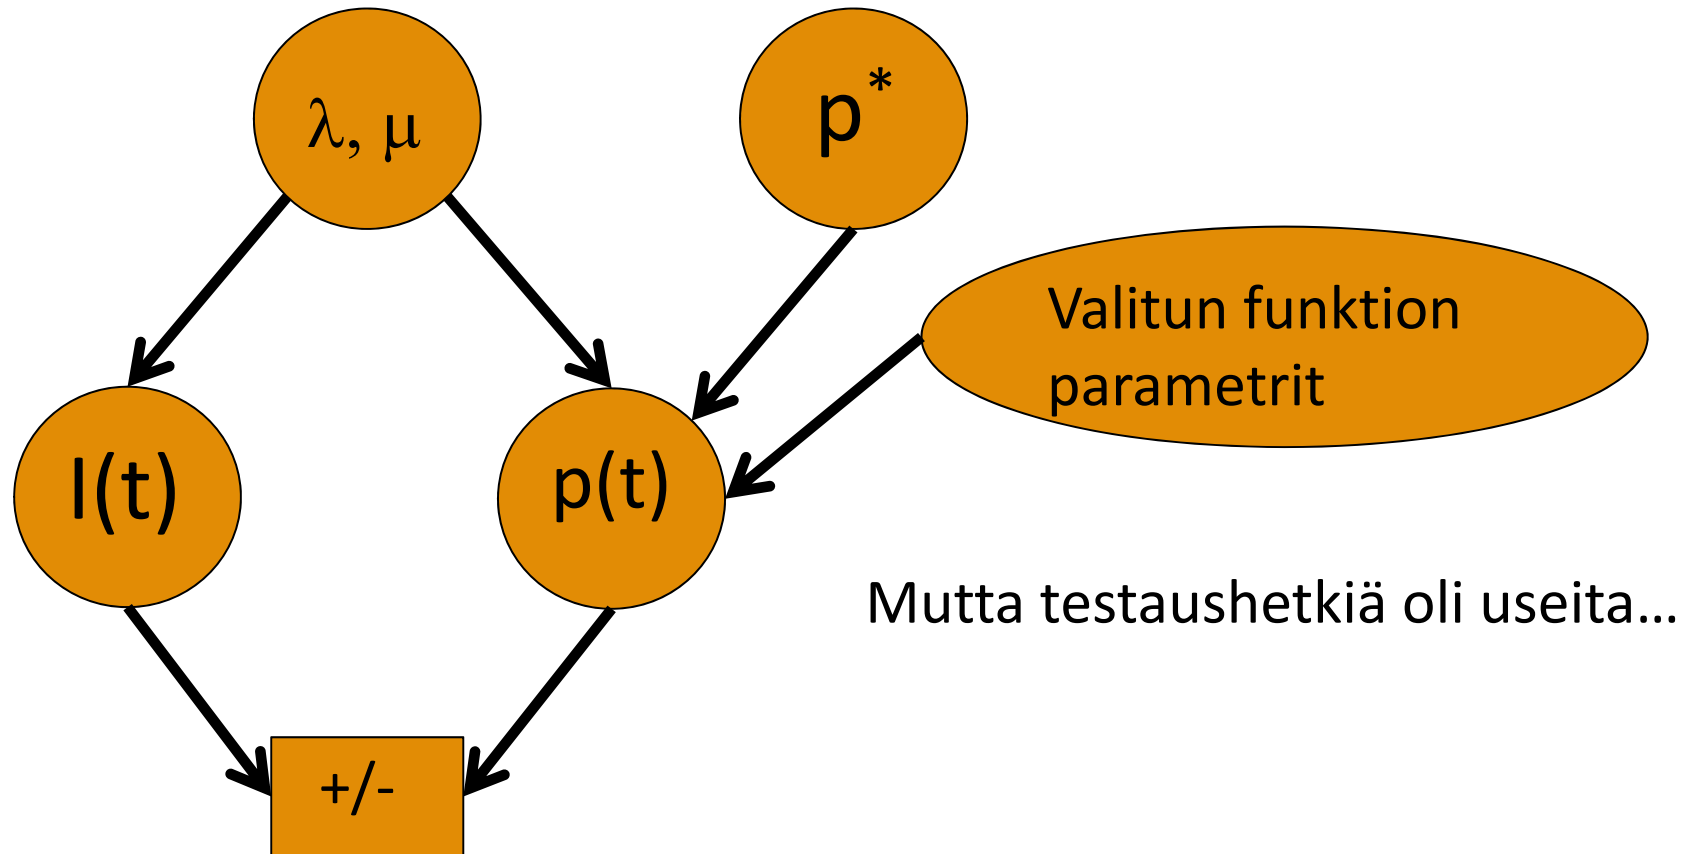 λ, μ
p*
Valitun funktion
parametrit
I(t)
p(t)
Mutta testaushetkiä oli useita...
+/-